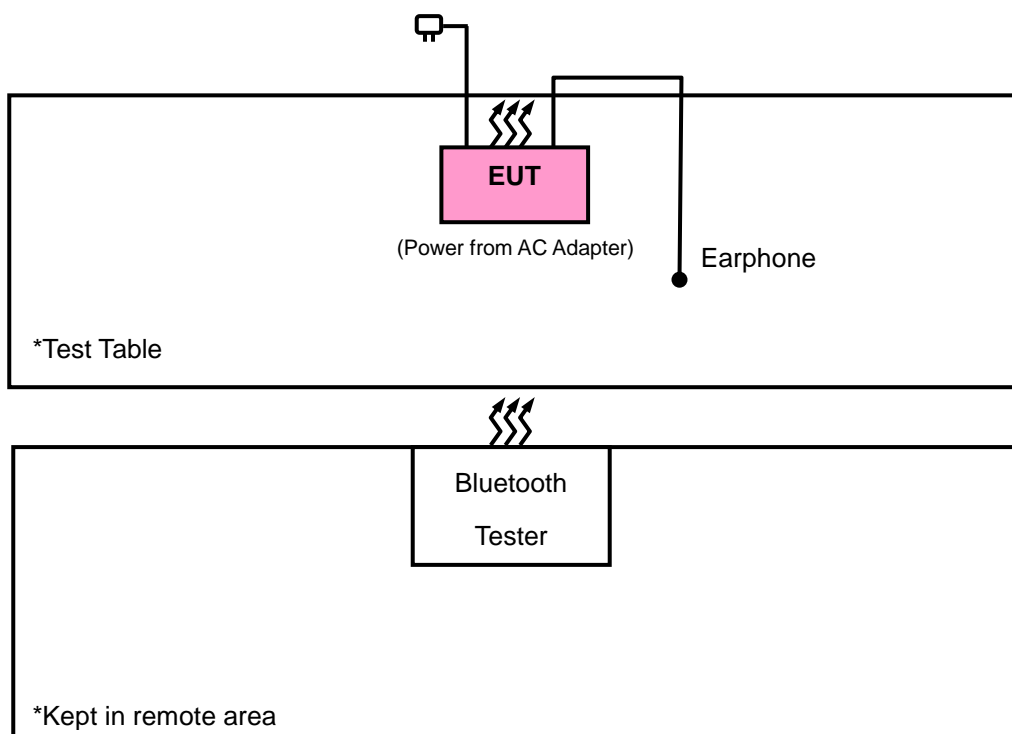 EUT
(Power from AC Adapter)
Earphone
*Test Table
Bluetooth
Tester
*Kept in remote area